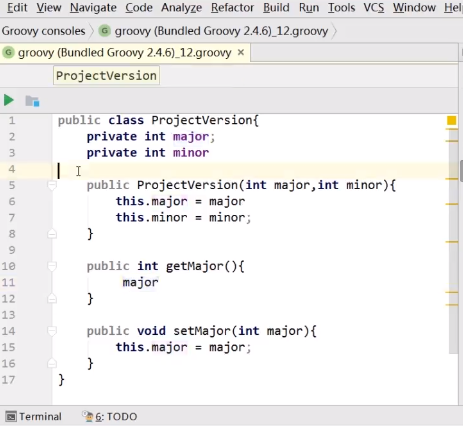 Edit View Navigate Code Analyze Refactor Build Run Tools VCS Window Hel
Groovy consoles groovy (Bundled Groovy 2.4.6)_12.groovy
groovy (Bundled Groovy 2.4.6)_12.groovy ×
ProjectVersion
1 public class ProjectVersion{
2 private int major;
3 private int minor
4
5 public ProjectVersion(int major,int minor){
6 this.major = major
7 this.minor = minor;
8 }
9
10 public int getMajor(){
11 major
12 }
13
14 public void setMajor(int major){
15 this.major = major;
16 }
17 }
Terminal 6: TODO